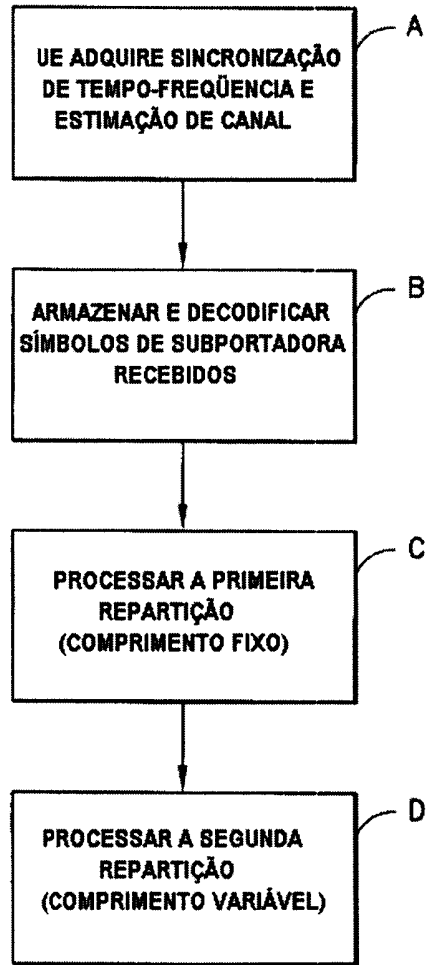 A
UE ADQUIRE SINCRONIZAÇÃO
DE TEMPO-FREQÜENCIA E
ESTIMAÇÃO DE CANAL
B
ARMAZENAR E DECODIFICAR
SÍMBOLOS DE SUBPORTADORA
RECEBIDOS
C
PROCESSAR A PRIMEIRA
REPARTIÇÃO
(COMPRIMENTO FIXO)
D
PROCESSAR A SEGUNDA
REPARTIÇÃO
(COMPRIMENTO VARIÁVEL)